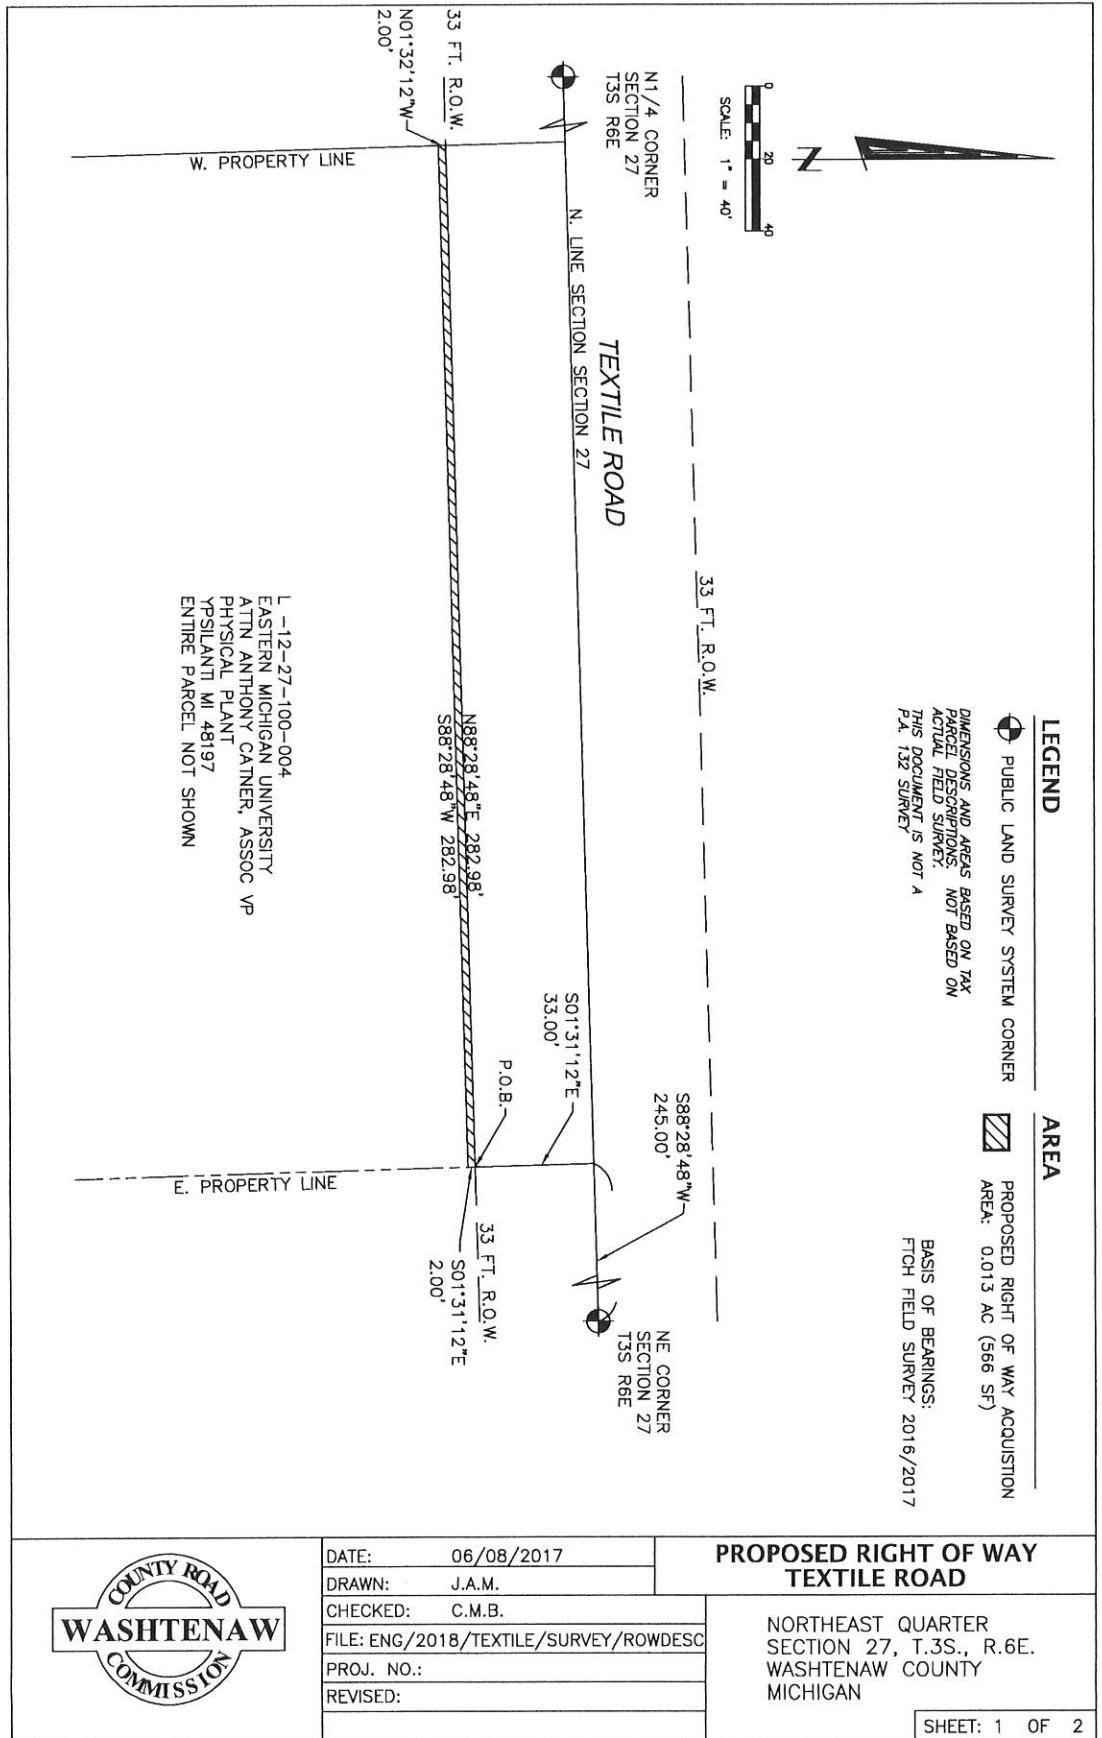 LEGEND
PUBLIC LAND SURVEY SYSTEM CORNER
DIMENSIONS AND AREAS BASED ON TAX
PARCEL DESCRIPTIONS. NOT BASED ON
ACTUAL FIELD SURVEY.
THIS DOCUMENT IS NOT A
P.A. 132 SURVEY
AREA
PROPOSED RIGHT OF WAY ACQUISTION
AREA: 0.013 AC (566 SF)
BASIS OF BEARINGS:
FTCH FIELD SURVEY 2016/2017
N
0 20 40
SCALE: 1" = 40'
N1/4 CORNER
SECTION 27
T3S R6E
33 FT. R.O.W.
TEXTILE ROAD
N. LINE SECTION SECTION 27
S88°28'48"W
245.00'
NE CORNER
SECTION 27
T3S R6E
S01°31'12"E
33.00'
P.O.B.
33 FT. R.O.W.
S01°31'12"E
2.00'
33 FT. R.O.W.
N01°32'12"W
2.00'
N88°28'48"E 282.98'
S88°28'48"W 282.98'
W. PROPERTY LINE
E. PROPERTY LINE
L -12-27-100-004
EASTERN MICHIGAN UNIVERSITY
ATTN ANTHONY CATNER, ASSOC VP
PHYSICAL PLANT
YPSILANTI MI 48197
ENTIRE PARCEL NOT SHOWN
COUNTY ROAD
WASHTENAW
COMMISSION
DATE: 06/08/2017
DRAWN: J.A.M.
CHECKED: C.M.B.
FILE: ENG/2018/TEXTILE/SURVEY/ROWDESC
PROJ. NO.:
REVISED:
PROPOSED RIGHT OF WAY
TEXTILE ROAD
NORTHEAST QUARTER
SECTION 27, T.3S., R.6E.
WASHTENAW COUNTY
MICHIGAN
SHEET: 1 OF 2